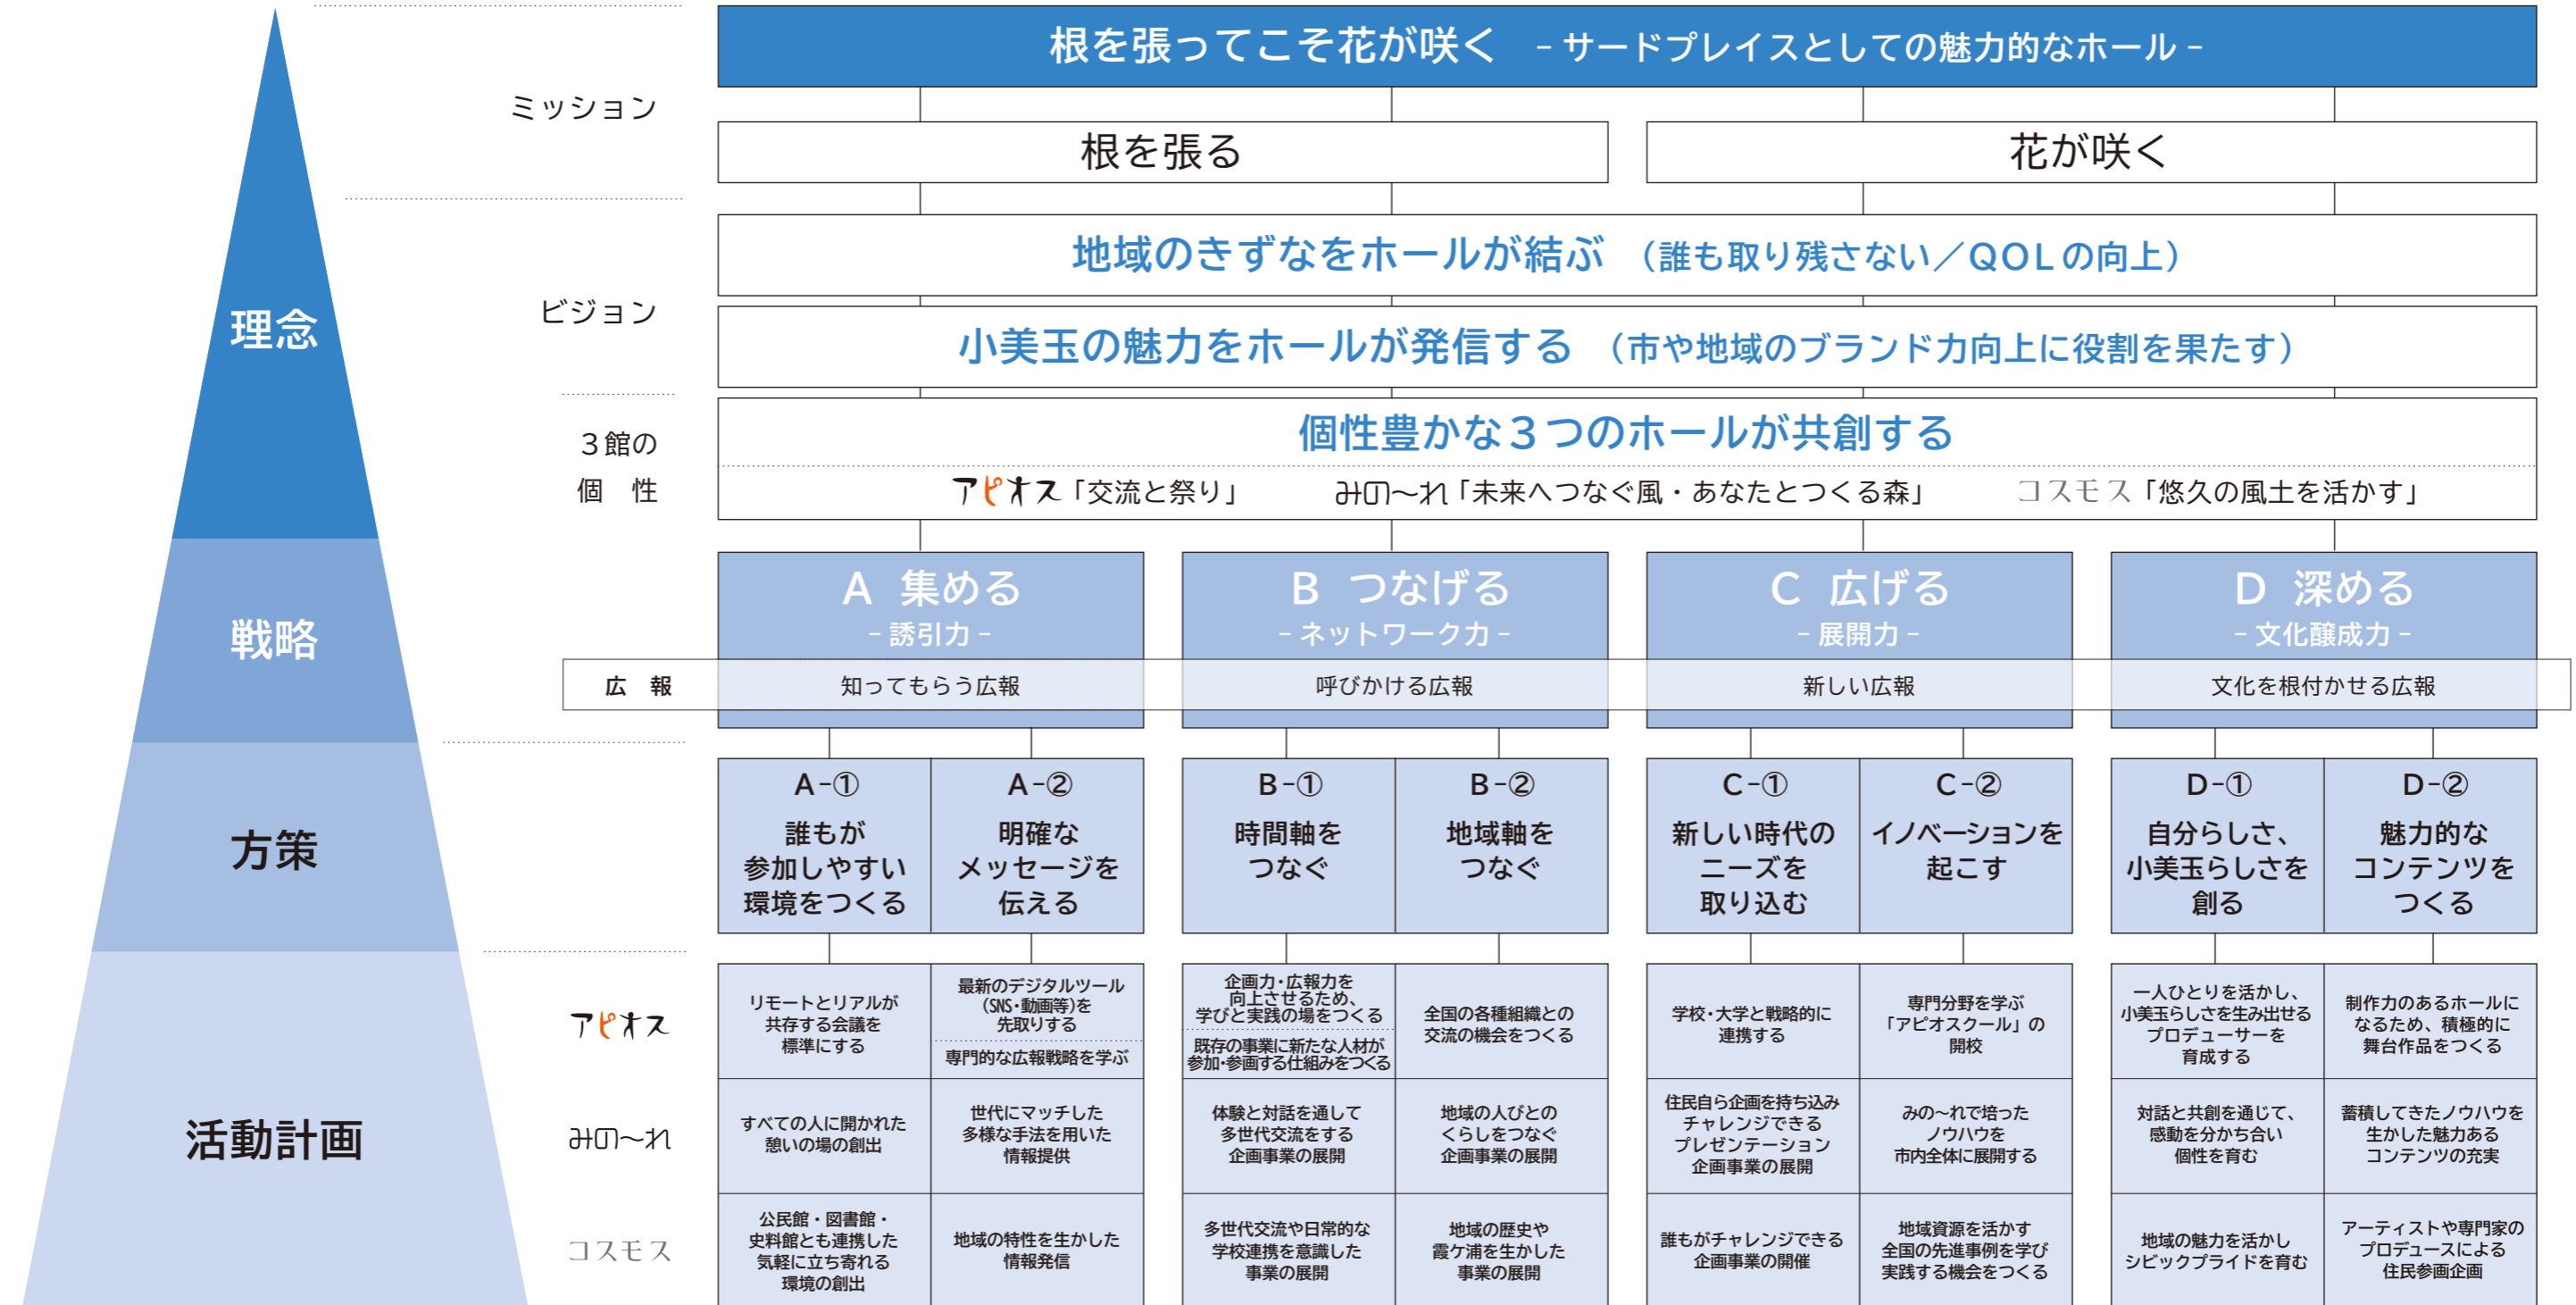 根を張ってこそ花が咲く －サードプレイスとしての魅力的なホール－
ミッション
根を張る
花が咲く
理念
ビジョン
地域のきずなをホールが結ぶ （誰も取り残さない／ＱＯＬの向上）
小美玉の魅力をホールが発信する （市や地域のブランド力向上に役割を果たす）
３館の
個　性
個性豊かな３つのホールが共創する
アピオス「交流と祭り」
みの～れ「未来へつなぐ風・あなたとつくる森」
コスモス「悠久の風土を活かす」
戦略
A 集める
－誘引力－
B つなげる
－ネットワーク力－
C 広げる
－展開力－
D 深める
－文化醸成力－
広　報
知ってもらう広報
呼びかける広報
新しい広報
文化を根付かせる広報
方策
A-①
誰もが
参加しやすい
環境をつくる
A-②
明確な
メッセージを
伝える
B-①
時間軸を
つなぐ
B-②
地域軸を
つなぐ
C-①
新しい時代の
ニーズを
取り込む
C-②
イノベーションを
起こす
D-①
自分らしさ、
小美玉らしさを
創る
D-②
魅力的な
コンテンツを
つくる
活動計画
アピオス
リモートとリアルが
共存する会議を
標準にする
最新のデジタルツール
(SNS・動画等)を
先取りする
専門的な広報戦略を学ぶ
企画力・広報力を
向上させるため、
学びと実践の場をつくる
既存の事業に新たな人材が
参加・参画する仕組みをつくる
全国の各種組織との
交流の機会をつくる
学校・大学と戦略的に
連携する
専門分野を学ぶ
「アピオスクール」の
開校
一人ひとりを活かし、
小美玉らしさを生み出せる
プロデューサーを
育成する
制作力のあるホールに
なるため、積極的に
舞台作品をつくる
みの～れ
すべての人に開かれた
憩いの場の創出
世代にマッチした
多様な手法を用いた
情報提供
体験と対話を通して
多世代交流をする
企画事業の展開
地域の人びとの
くらしをつなぐ
企画事業の展開
住民自ら企画を持ち込み
チャレンジできる
プレゼンテーション
企画事業の展開
みの～れで培った
ノウハウを
市内全体に展開する
対話と共創を通じて、
感動を分かち合い
個性を育む
蓄積してきたノウハウを
生かした魅力ある
コンテンツの充実
コスモス
公民館・図書館・
史料館とも連携した
気軽に立ち寄れる
環境の創出
地域の特性を生かした
情報発信
多世代交流や日常的な
学校連携を意識した
事業の展開
地域の歴史や
霞ケ浦を生かした
事業の展開
誰もがチャレンジできる
企画事業の開催
地域資源を活かす
全国の先進事例を学び
実践する機会をつくる
地域の魅力を活かし
シビックプライドを育む
アーティストや専門家の
プロデュースによる
住民参画企画